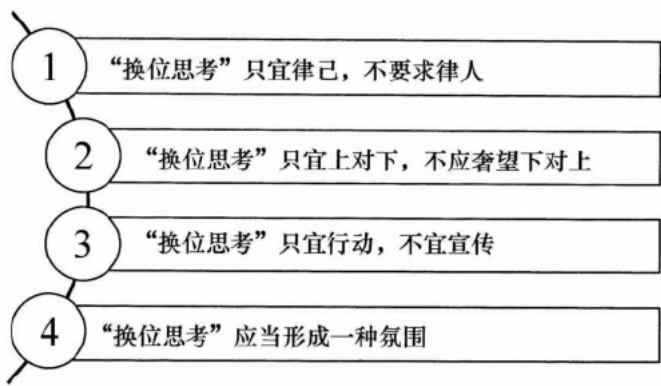 1 “换位思考”只宜律己，不要求律人
2 “换位思考”只宜上对下，不应奢望下对上
3 “换位思考”只宜行动，不宜宣传
4 “换位思考”应当形成一种氛围